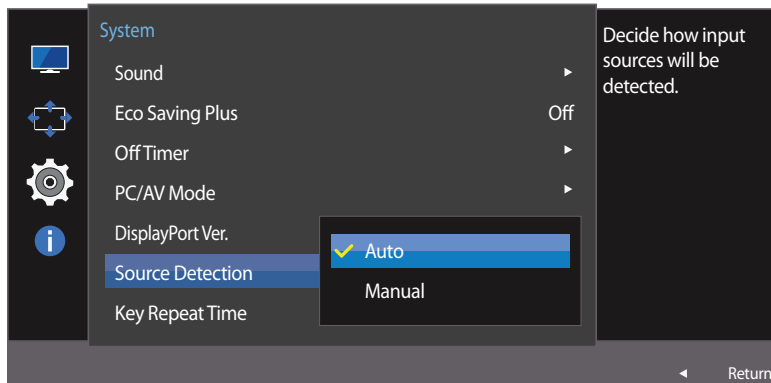 System
Sound
Eco Saving Plus Off
Off Timer
PC/AV Mode
DisplayPort Ver.
Source Detection
Key Repeat Time
Auto
Manual
Decide how input
sources will be
detected.
Return